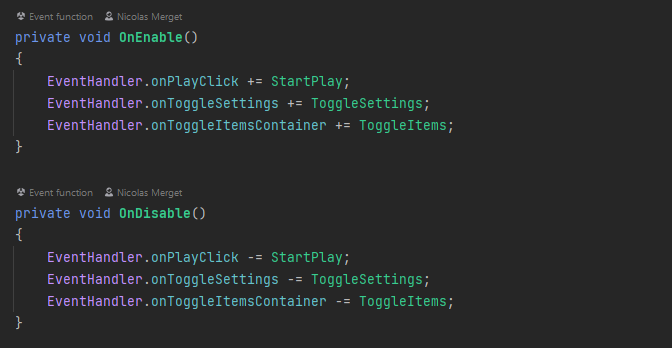 Event function Nicolas Merget
private void OnEnable()
{
    EventHandler.onPlayClick += StartPlay;
    EventHandler.onToggleSettings += ToggleSettings;
    EventHandler.onToggleItemsContainer += ToggleItems;
}
Event function Nicolas Merget
private void OnDisable()
{
    EventHandler.onPlayClick -= StartPlay;
    EventHandler.onToggleSettings -= ToggleSettings;
    EventHandler.onToggleItemsContainer -= ToggleItems;
}